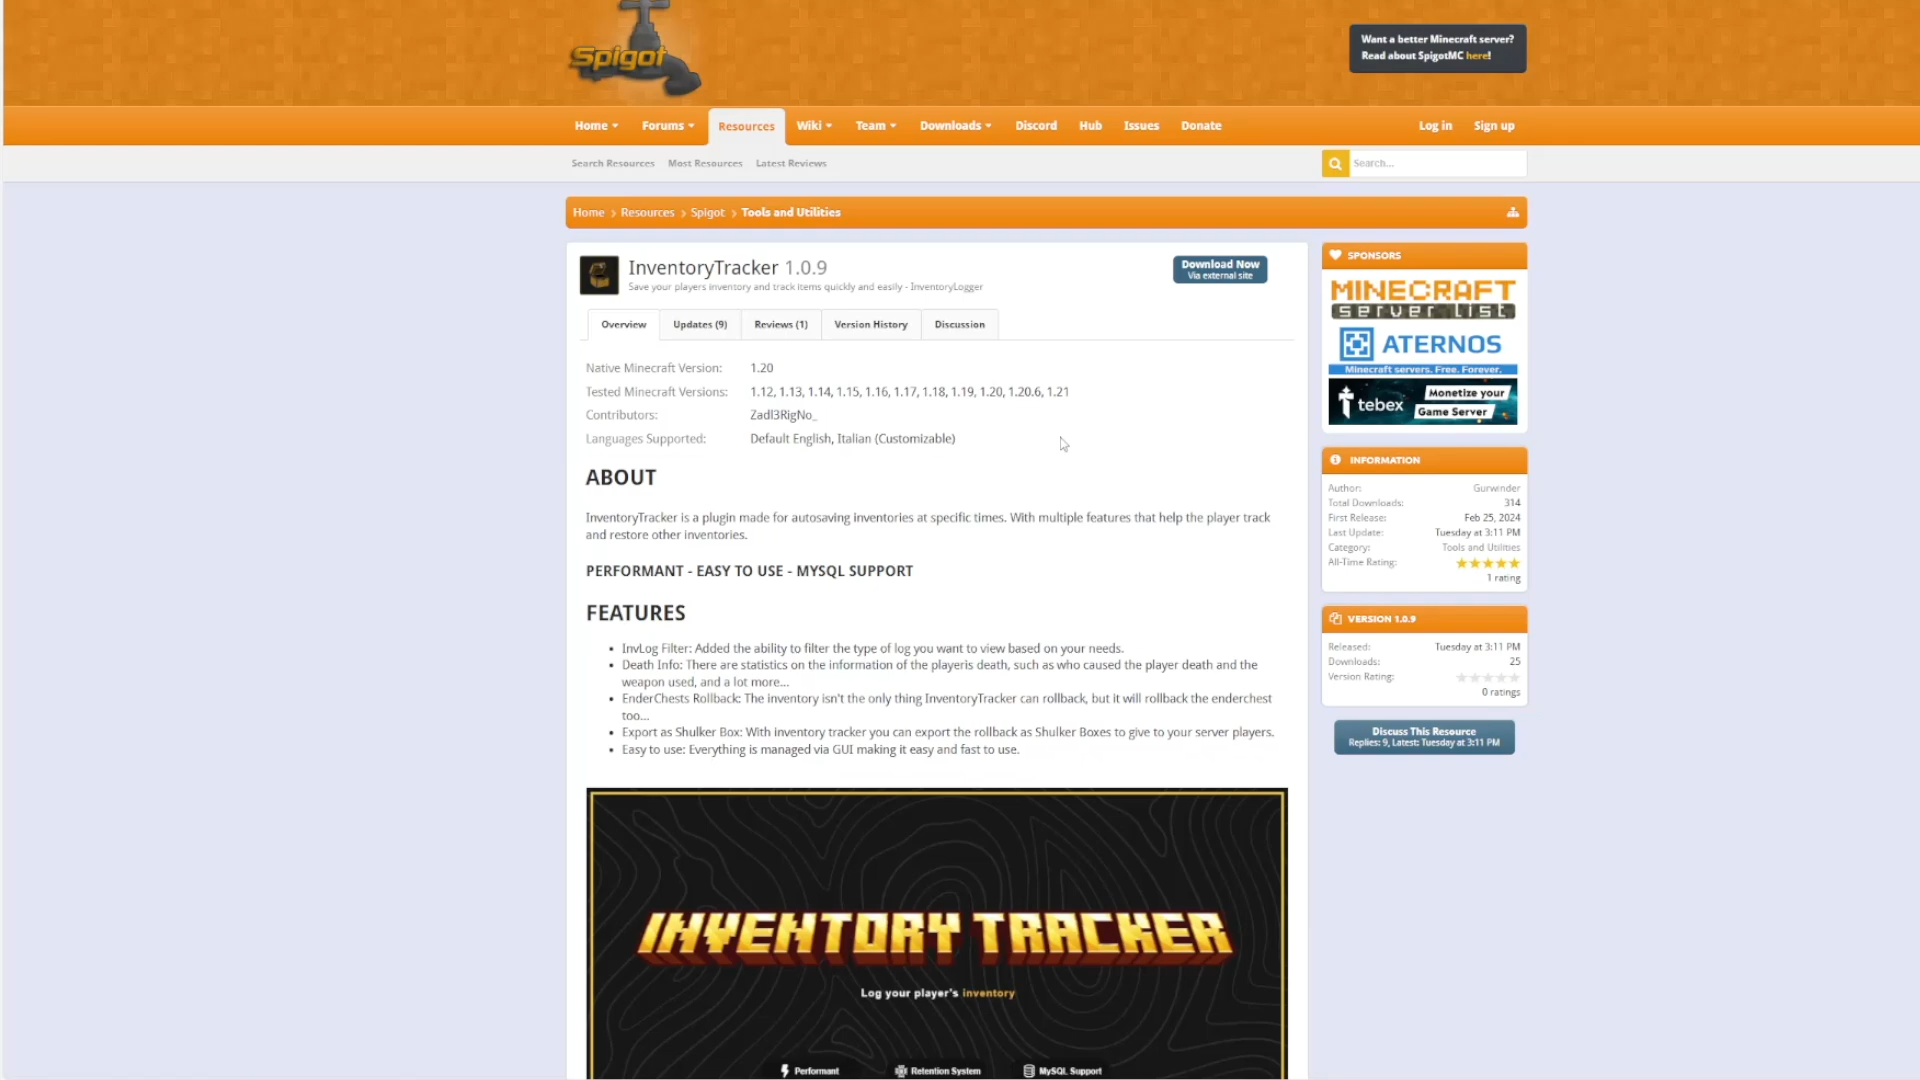 Spigot
Want a better Minecraft server?
Read about SpigotMC here!
Home Forums Resources Wiki Team Downloads Discord Hub Issues Donate Log in Sign up
Search Resources Most Resources Latest Reviews Search...
Home > Resources > Spigot > Tools and Utilities
InventoryTracker 1.0.9
Save your players inventory and track items quickly and easily - InventoryLogger
Download Now
Via external site
Overview Updates (9) Reviews (1) Version History Discussion
Native Minecraft Version: 1.20
Tested Minecraft Versions: 1.12, 1.13, 1.14, 1.15, 1.16, 1.17, 1.18, 1.19, 1.20, 1.20.6, 1.21
Contributors: Zadl3RigNo_
Languages Supported: Default English, Italian (Customizable)
ABOUT
InventoryTracker is a plugin made for autosaving inventories at specific times. With multiple features that help the player track
and restore other inventories.
PERFORMANT - EASY TO USE - MYSQL SUPPORT
FEATURES
• InvLog Filter: Added the ability to filter the type of log you want to view based on your needs.
• Death Info: There are statistics on the information of the playeris death, such as who caused the player death and the
weapon used, and a lot more...
• EnderChests Rollback: The inventory isn't the only thing InventoryTracker can rollback, but it will rollback the enderchest
too...
• Export as Shulker Box: With inventory tracker you can export the rollback as Shulker Boxes to give to your server players.
• Easy to use: Everything is managed via GUI making it easy and fast to use.
INVENTORY TRACKER
Log your player's inventory
Performant Retention System MySQL Support
SPONSORS
MINECRAFT
server list
ATERNOS
Minecraft servers. Free. Forever.
tebex Monetize your
Game Server
INFORMATION
Author: Gurwinder
Total Downloads: 314
First Release: Feb 25, 2024
Last Update: Tuesday at 3:11 PM
Category: Tools and Utilities
All-Time Rating:
1 rating
VERSION 1.0.9
Released: Tuesday at 3:11 PM
Downloads: 25
Version Rating:
0 ratings
Discuss This Resource
Replies: 9, Latest: Tuesday at 3:11 PM